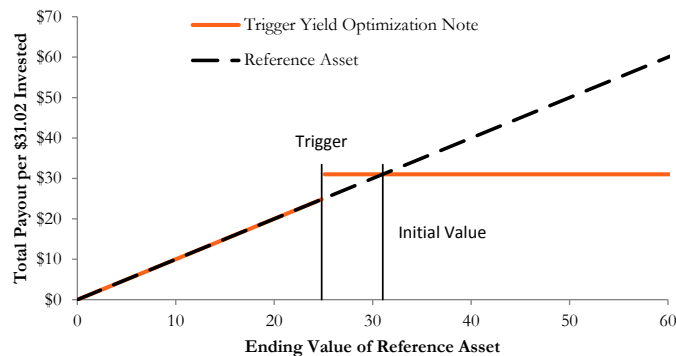 Trigger Yield Optimization Note
Reference Asset
Total Payout per $31.02 Invested
$70
$60
$50
$40
$30
$20
$10
$0
Trigger
Initial Value
0 10 20 30 40 50 60
Ending Value of Reference Asset